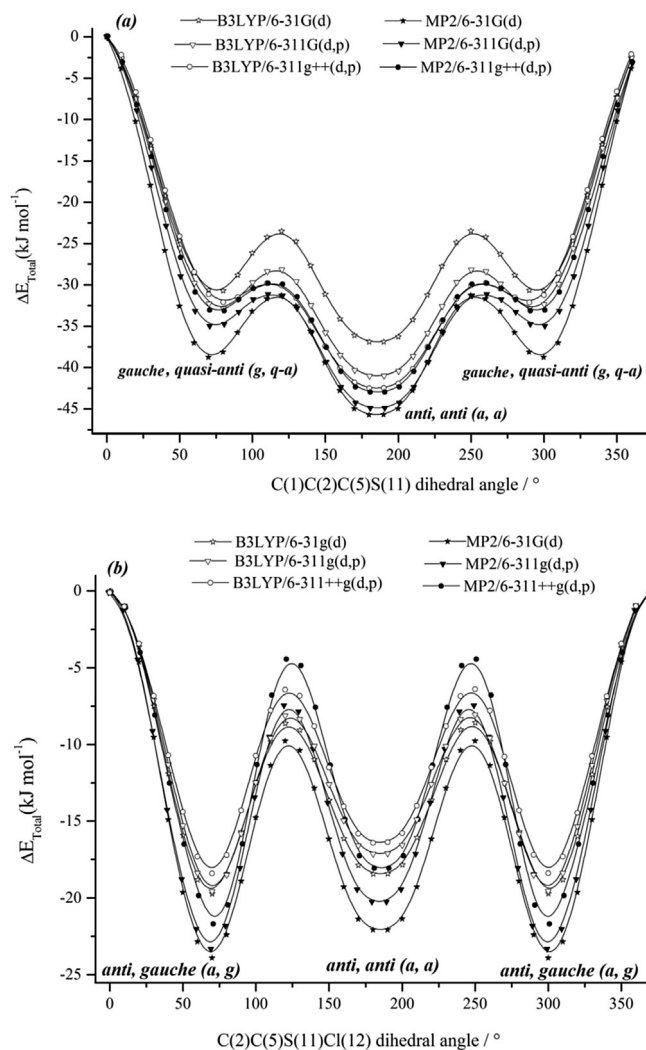 (a)
B3LYP/6-31G(d) MP2/6-31G(d)
B3LYP/6-311G(d,p) MP2/6-311G(d,p)
B3LYP/6-311g++(d,p) MP2/6-311g++(d,p)
0
-5
-10
-15
-20
-25
-30
-35
-40
-45
ΔE_Total(kJ mol⁻¹)
gauche, quasi-anti (g, q-a) gauche, quasi-anti (g, q-a)
anti, anti (a, a)
0 50 100 150 200 250 300 350
C(1)C(2)C(5)S(11) dihedral angle / °
(b)
B3LYP/6-31g(d) MP2/6-31G(d)
B3LYP/6-311g(d,p) MP2/6-311g(d,p)
B3LYP/6-311++g(d,p) MP2/6-311++g(d,p)
0
-5
-10
-15
-20
-25
ΔE_Total(kJ mol⁻¹)
anti, gauche (a, g) anti, anti (a, a) anti, gauche (a, g)
0 50 100 150 200 250 300 350
C(2)C(5)S(11)Cl(12) dihedral angle / °